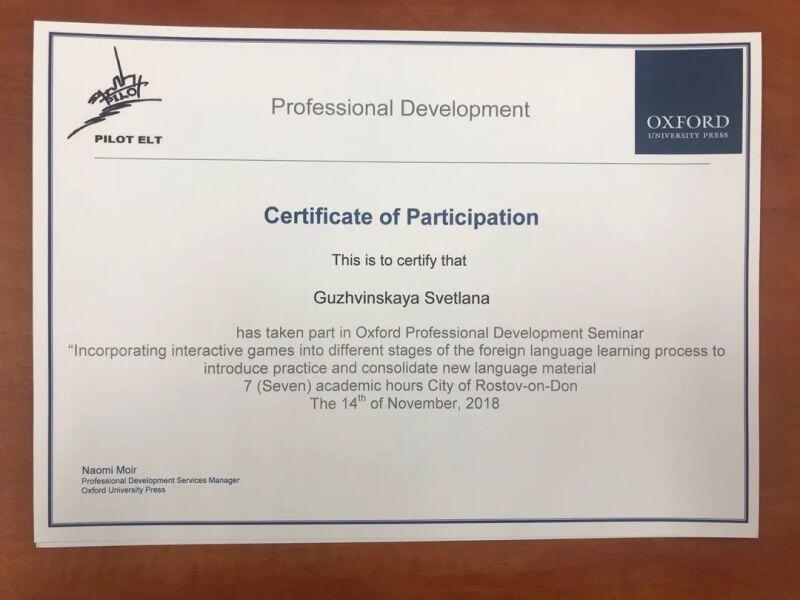 PILOT
PILOT ELT
Professional Development
OXFORD
UNIVERSITY PRESS
Certificate of Participation
This is to certify that
Guzhvinskaya Svetlana
has taken part in Oxford Professional Development Seminar
“Incorporating interactive games into different stages of the foreign language learning process to
introduce practice and consolidate new language material
7 (Seven) academic hours City of Rostov-on-Don
The 14th of November, 2018
Naomi Moir
Professional Development Services Manager
Oxford University Press